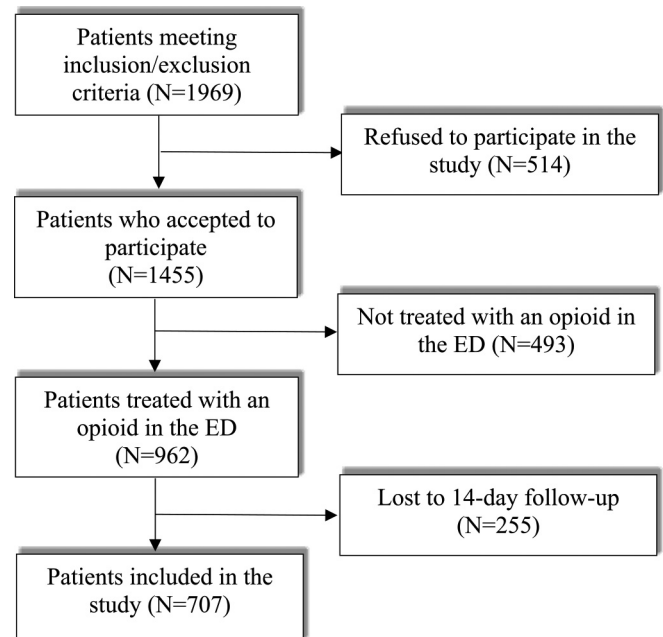 Patients meeting
inclusion/exclusion
criteria (N=1969)
Refused to participate in the
study (N=514)
Patients who accepted to
participate
(N=1455)
Not treated with an opioid in
the ED (N=493)
Patients treated with an
opioid in the ED
(N=962)
Lost to 14-day follow-up
(N=255)
Patients included in the
study (N=707)